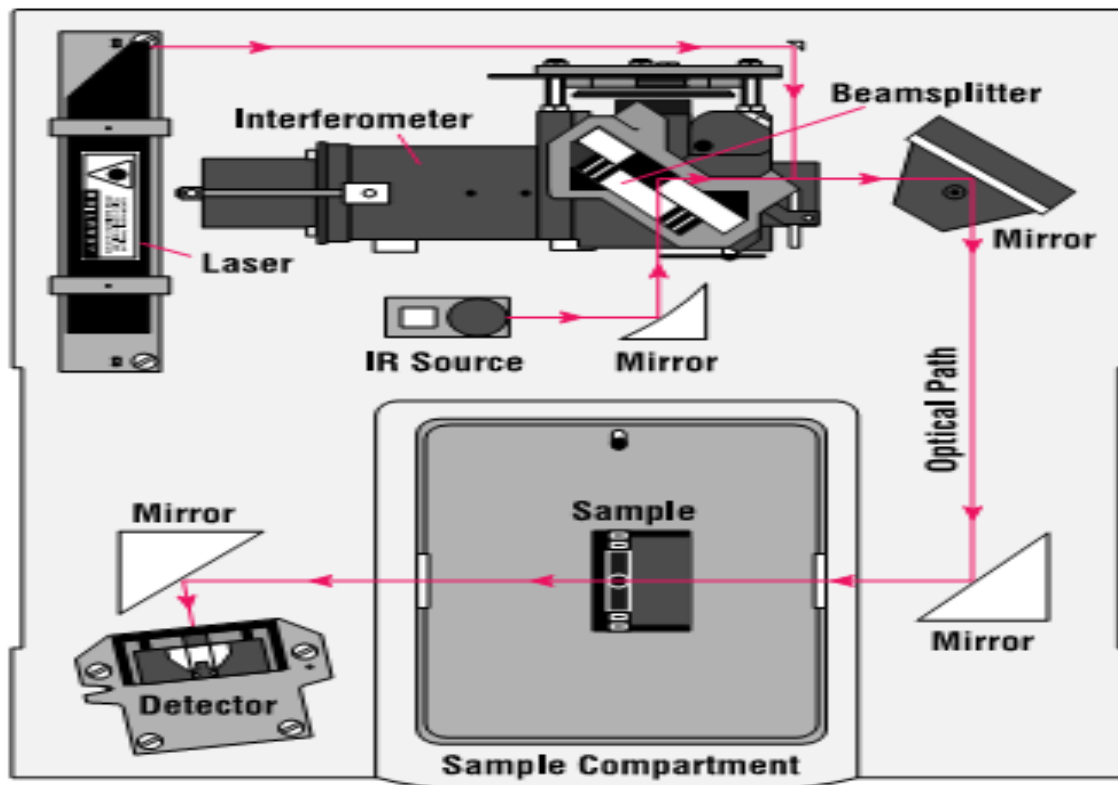 Beamsplitter
Interferometer
Laser
Mirror
IR Source
Mirror
Optical Path
Mirror
Sample
Mirror
Detector
Sample Compartment